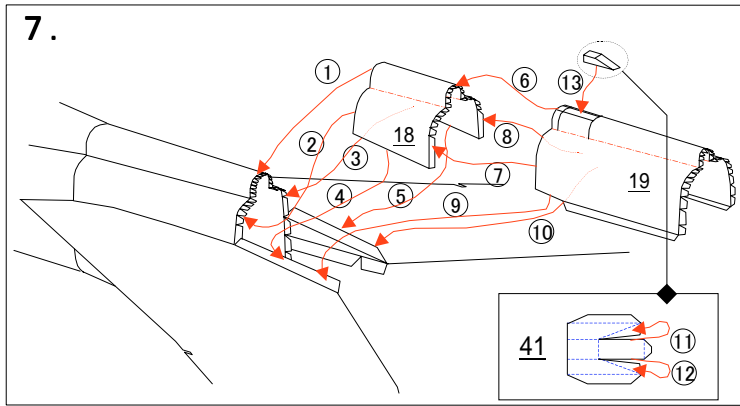 7.
① ⑥ ⑬
② 18 ⑧
③
④ ⑤ ⑨ ⑦ 19
⑩
41 ⑪
⑫